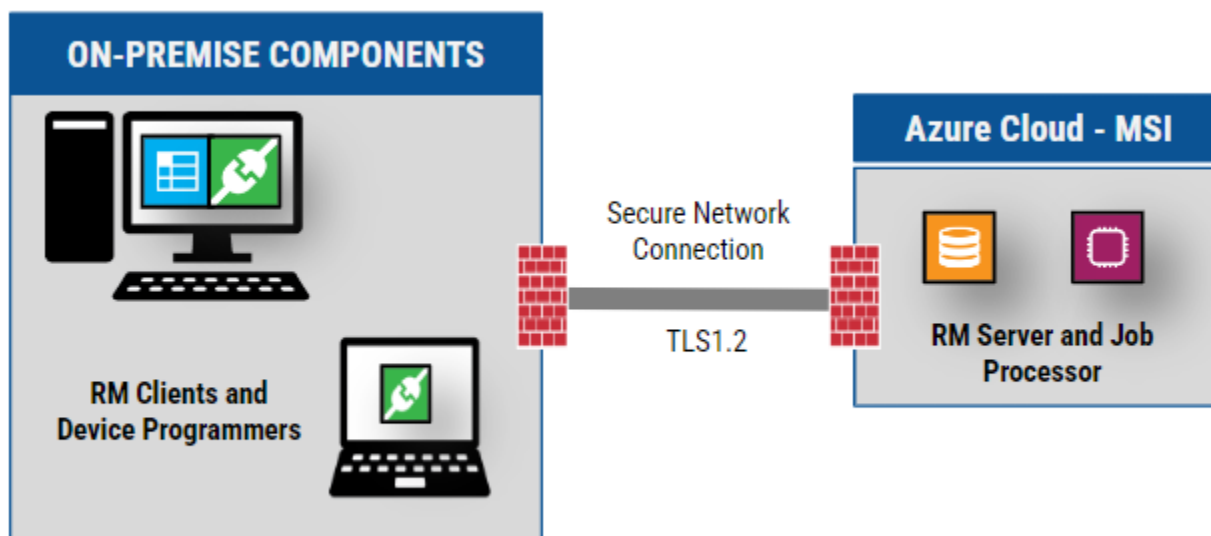 ON-PREMISE COMPONENTS
RM Clients and
Device Programmers
Secure Network
Connection
TLS1.2
Azure Cloud - MSI
RM Server and Job
Processor